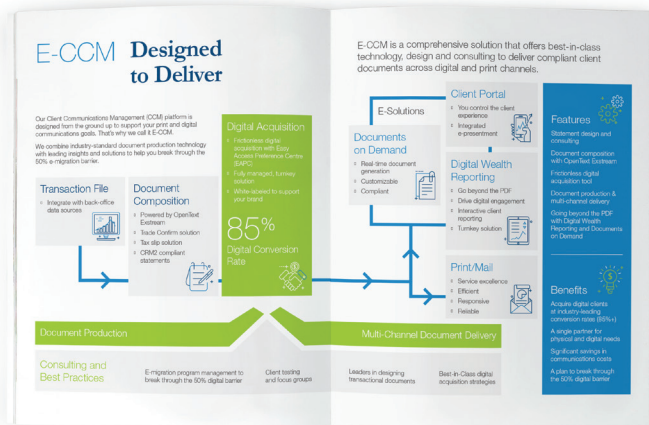 E-CCM Designed
to Deliver
Our Client Communications Management (CCM) platform is
designed from the ground up to support your print and digital
communications goals. That's why we call it E-CCM.
We combine industry-standard document production technology
with leading insights and solutions to help you break through the
50% e-migration barrier.
Transaction File
Integrate with back-office
data sources
Document
Composition
Powered by OpenText
Exstream
Trade Confirm solution
Tax slip solution
CRM2 compliant
statements
Digital Acquisition
Frictionless digital
acquisition with Easy
Access Preference Centre
(EAPC)
Fully managed, turnkey
solution
White-labeled to support
your brand
85%
Digital Conversion
Rate
Document Production
Consulting and
Best Practices
E-migration program management to
break through the 50% digital barrier
Client testing
and focus groups
E-CCM is a comprehensive solution that offers best-in-class
technology, design and consulting to deliver compliant client
documents across digital and print channels.
E-Solutions
Documents
on Demand
Real-time document
generation
Customizable
Compliant
Client Portal
You control the client
experience
Integrated
e-presentment
Digital Wealth
Reporting
Go beyond the PDF
Drive digital engagement
Interactive client
reporting
Turnkey solution
Print/Mail
Service excellence
Efficient
Responsive
Reliable
Multi-Channel Document Delivery
Leaders in designing
transactional documents
Best-in-Class digital
acquisition strategies
Features
Statement design and
consulting
Document composition
with OpenText Exstream
Frictionless digital
acquisition tool
Document production &
multi-channel delivery
Going beyond the PDF
with Digital Wealth
Reporting and Documents
on Demand
Benefits
Acquire digital clients
at industry-leading
conversion rates (85%+)
A single partner for
physical and digital needs
Significant savings in
communications costs
A plan to break through
the 50% digital barrier